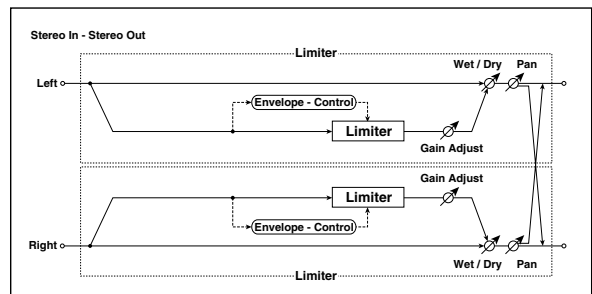 Stereo In - Stereo Out
Limiter
Wet / Dry Pan
Left
Envelope - Control
Limiter
Gain Adjust
Gain Adjust
Limiter
Envelope - Control
Right
Wet / Dry Pan
Limiter